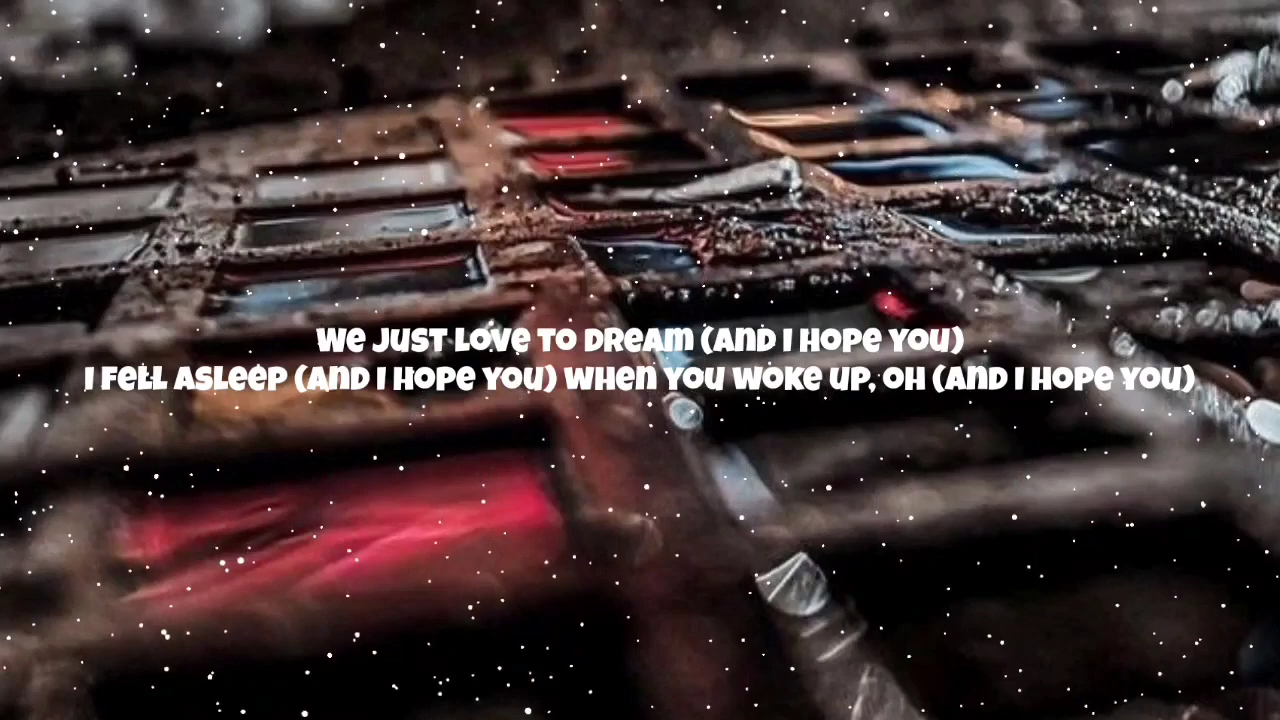 We just love to dream (and I hope you)
I fell asleep (and I hope you) when you woke up, oh (and I hope you)